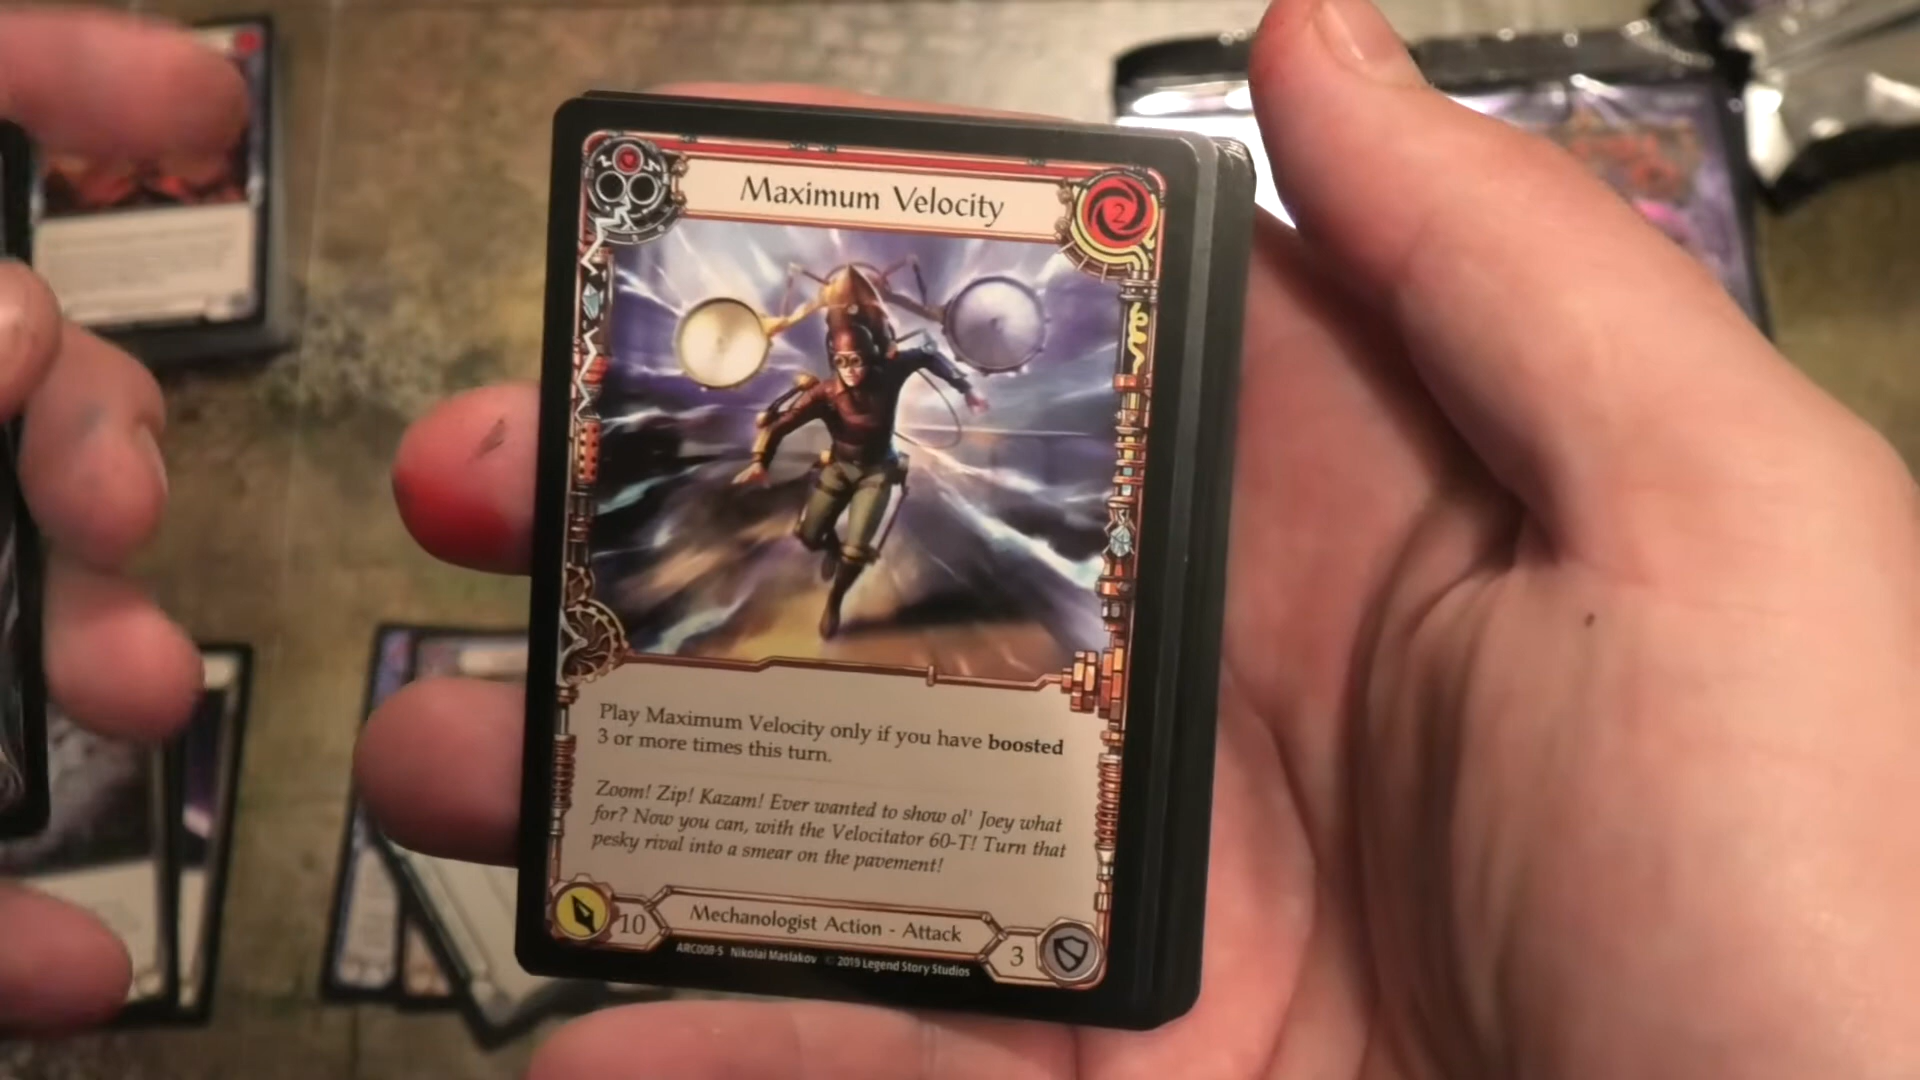 Maximum Velocity
2
Play Maximum Velocity only if you have boosted
3 or more times this turn.
Zoom! Zip! Kazam! Ever wanted to show ol' Joey what
for? Now you can, with the Velocitator 60-T! Turn that
pesky rival into a smear on the pavement!
10
Mechanologist Action - Attack
3
ARC009-S Nikolai Maslakov © 2019 Legend Story Studios